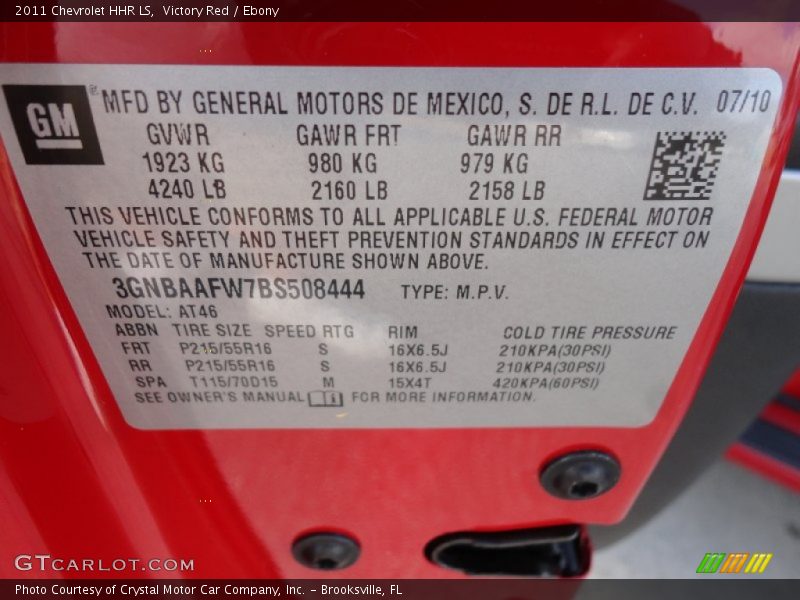 2011 Chevrolet HHR LS, Victory Red / Ebony
GM ® MFD BY GENERAL MOTORS DE MEXICO, S. DE R.L. DE C.V. 07/10
GVWR GAWR FRT GAWR RR
1923 KG 980 KG 979 KG
4240 LB 2160 LB 2158 LB
THIS VEHICLE CONFORMS TO ALL APPLICABLE U.S. FEDERAL MOTOR
VEHICLE SAFETY AND THEFT PREVENTION STANDARDS IN EFFECT ON
THE DATE OF MANUFACTURE SHOWN ABOVE.
3GNBAAFW7BS508444 TYPE: M.P.V.
MODEL: AT46
ABBN TIRE SIZE SPEED RTG RIM COLD TIRE PRESSURE
FRT P215/55R16 S 16X6.5J 210KPA(30PSI)
RR P215/55R16 S 16X6.5J 210KPA(30PSI)
SPA T115/70D15 M 15X4T 420KPA(60PSI)
SEE OWNER'S MANUAL i FOR MORE INFORMATION.
GTCARLOT.COM
Photo Courtesy of Crystal Motor Car Company, Inc. – Brooksville, FL